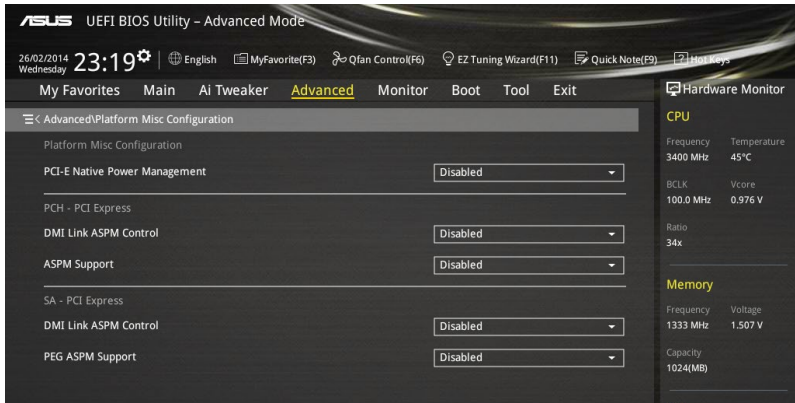 ASUS UEFI BIOS Utility – Advanced Mode
26/02/2014 Wednesday 23:19 English MyFavorite(F3) Qfan Control(F6) EZ Tuning Wizard(F11) Quick Note(F9) ? Hot Keys
My Favorites Main Ai Tweaker Advanced Monitor Boot Tool Exit
Hardware Monitor
< Advanced\Platform Misc Configuration
Platform Misc Configuration
PCI-E Native Power Management Disabled
PCH - PCI Express
DMI Link ASPM Control Disabled
ASPM Support Disabled
SA - PCI Express
DMI Link ASPM Control Disabled
PEG ASPM Support Disabled
CPU
Frequency Temperature
3400 MHz 45°C
BCLK Vcore
100.0 MHz 0.976 V
Ratio
34x
Memory
Frequency Voltage
1333 MHz 1.507 V
Capacity
1024(MB)